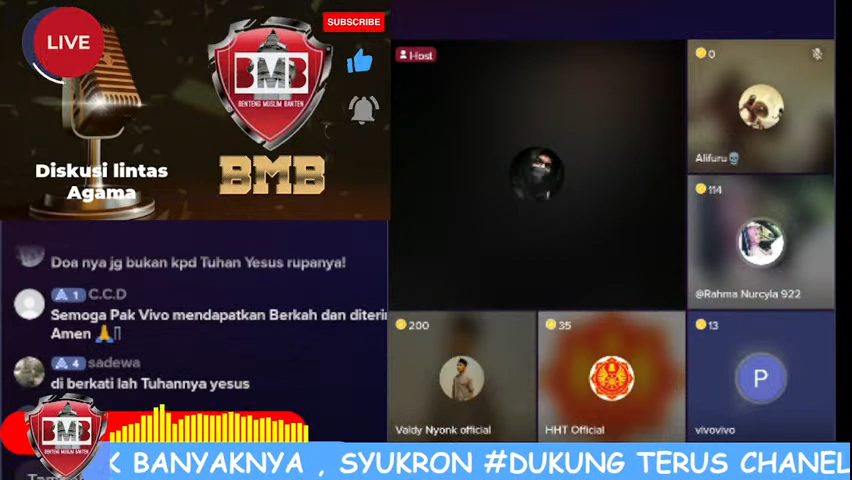 LIVE
SUBSCRIBE
BMB
BENTENG MUSLIM BANTEN
BMB
Diskusi lintas
Agama
Host
0
Alifuru
114
@Rahma Nurcyla 922
Doa nya jg bukan kpd Tuhan Yesus rupanya!
1 C.C.D
Semoga Pak Vivo mendapatkan Berkah dan diterin
Amen 🙏
4 sadewa
di berkati lah Tuhannya yesus
200
Valdy Nyonk official
35
HHT Official
13
P
vivovivo
BMB
K BANYAKNYA , SYUKRON #DUKUNG TERUS CHANEL